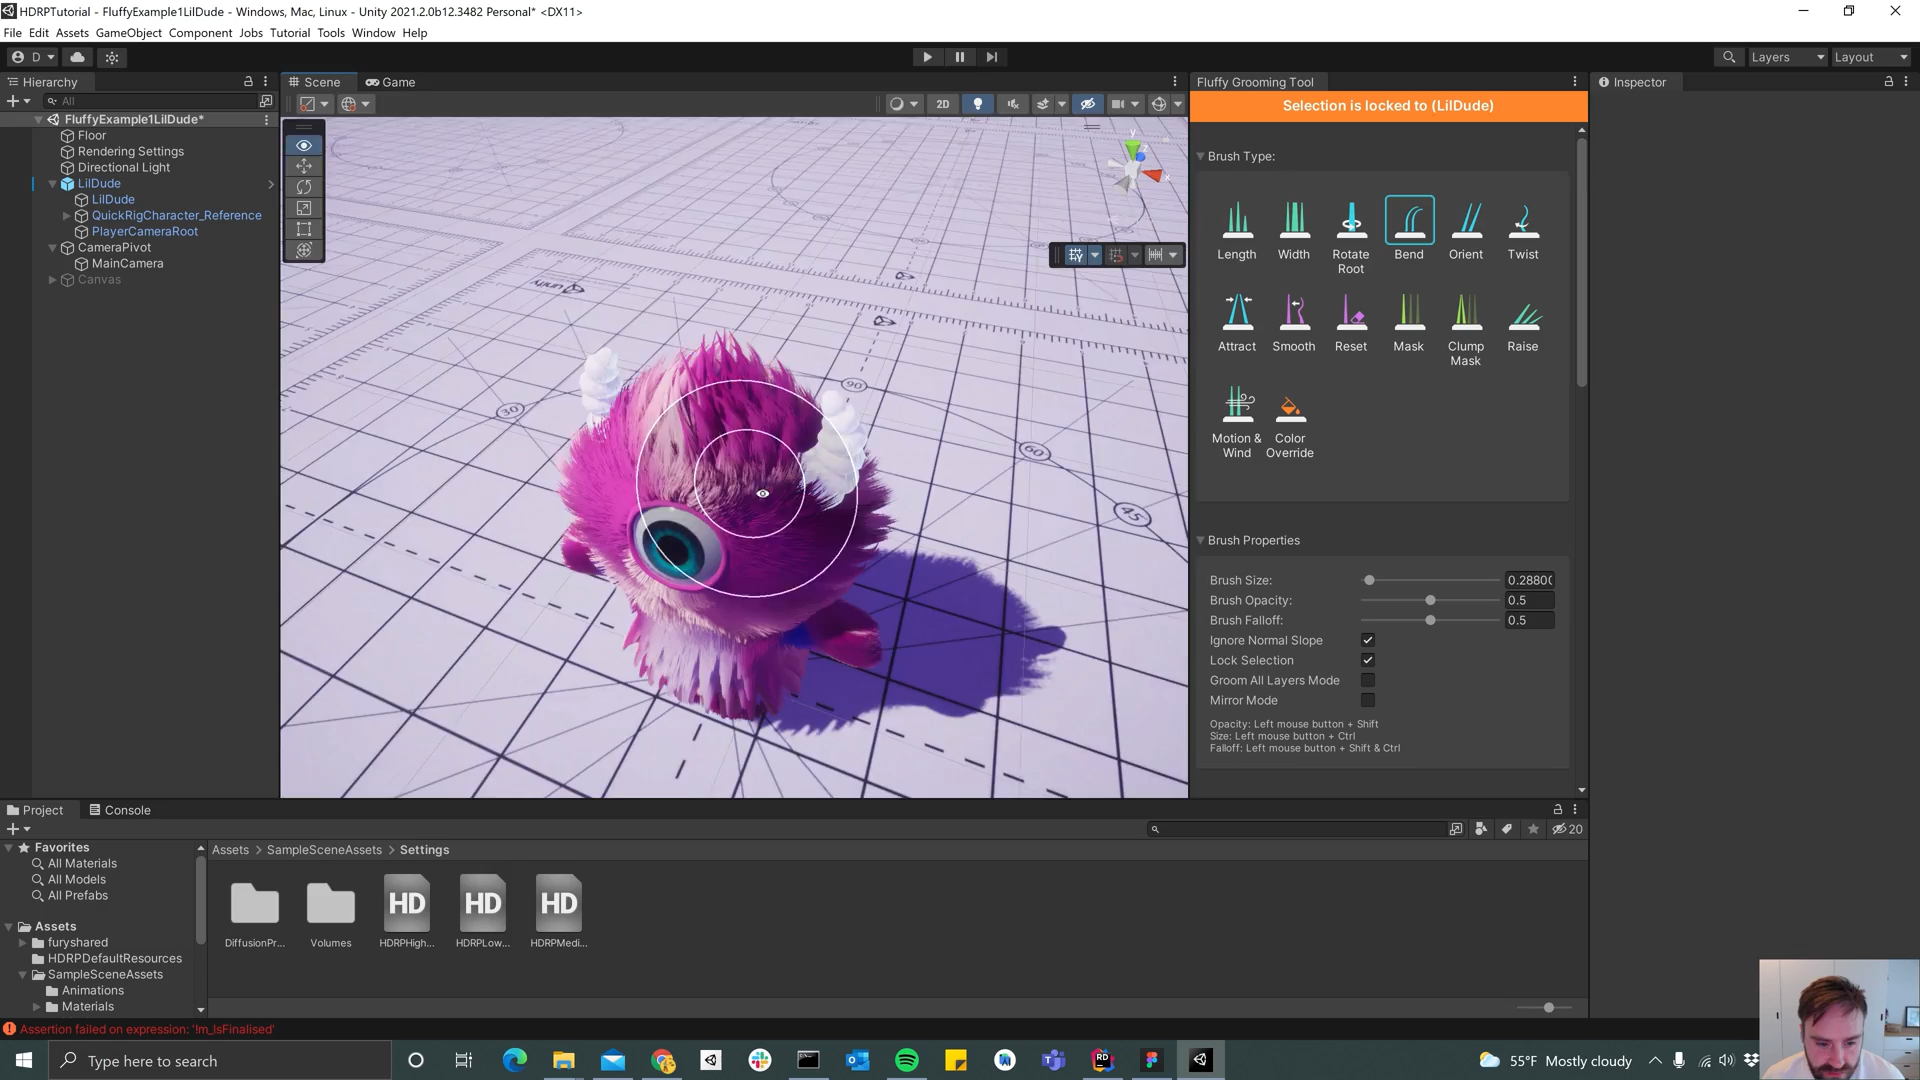 HDRPTutorial - FluffyExample1LilDude - Windows, Mac, Linux - Unity 2021.2.0b12.3482 Personal* <DX11>
File Edit Assets GameObject Component Jobs Tutorial Tools Window Help
D
Layers
Layout
Hierarchy
All
FluffyExample1LilDude*
Floor
Rendering Settings
Directional Light
LilDude
LilDude
QuickRigCharacter_Reference
PlayerCameraRoot
CameraPivot
MainCamera
Canvas
Scene
Game
2D
y
z
x
unity
30
90
60
45
Fluffy Grooming Tool
Selection is locked to (LilDude)
Brush Type:
Length
Width
Rotate Root
Bend
Orient
Twist
Attract
Smooth
Reset
Mask
Clump Mask
Raise
Motion & Wind
Color Override
Brush Properties
Brush Size: 0.2880(
Brush Opacity: 0.5
Brush Falloff: 0.5
Ignore Normal Slope
Lock Selection
Groom All Layers Mode
Mirror Mode
Opacity: Left mouse button + Shift
Size: Left mouse button + Ctrl
Falloff: Left mouse button + Shift & Ctrl
Inspector
Project
Console
20
Favorites
All Materials
All Models
All Prefabs
Assets
furyshared
HDRPDefaultResources
SampleSceneAssets
Animations
Materials
Assets > SampleSceneAssets > Settings
HD
HD
HD
DiffusionPr...
Volumes
HDRPHigh...
HDRPLow...
HDRPMedi...
Assertion failed on expression: '!m_IsFinalised'
Type here to search
RD
55°F Mostly cloudy